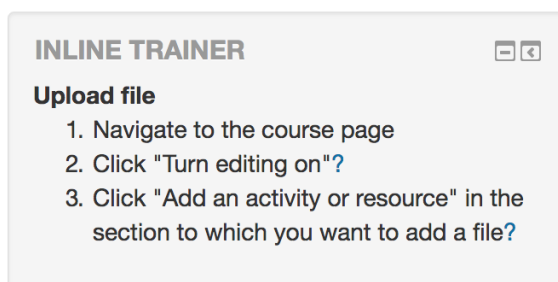 INLINE TRAINER
Upload file
1. Navigate to the course page
2. Click "Turn editing on"?
3. Click "Add an activity or resource" in the
section to which you want to add a file?